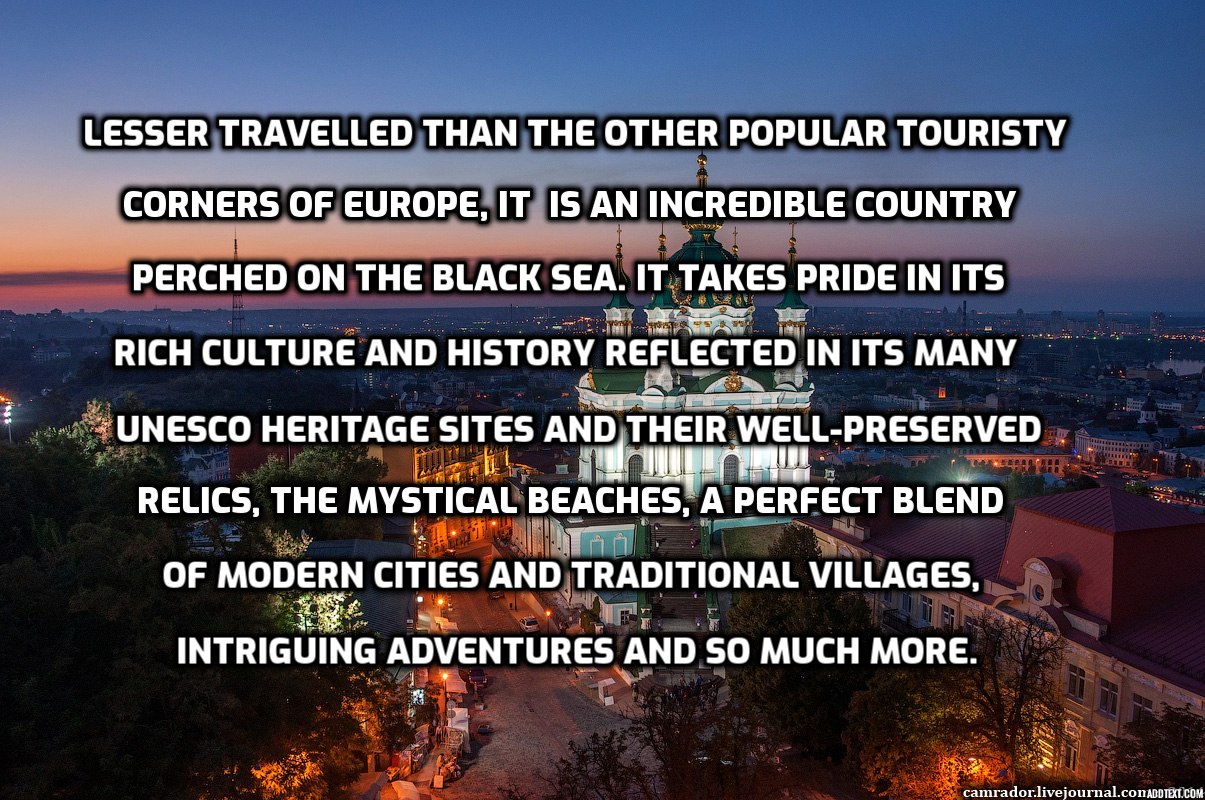 LESSER TRAVELLED THAN THE OTHER POPULAR TOURISTY
CORNERS OF EUROPE, IT IS AN INCREDIBLE COUNTRY
PERCHED ON THE BLACK SEA. IT TAKES PRIDE IN ITS
RICH CULTURE AND HISTORY REFLECTED IN ITS MANY
UNESCO HERITAGE SITES AND THEIR WELL-PRESERVED
RELICS, THE MYSTICAL BEACHES, A PERFECT BLEND
OF MODERN CITIES AND TRADITIONAL VILLAGES,
INTRIGUING ADVENTURES AND SO MUCH MORE.
camrador.livejournal.com ADDTEXT.COM